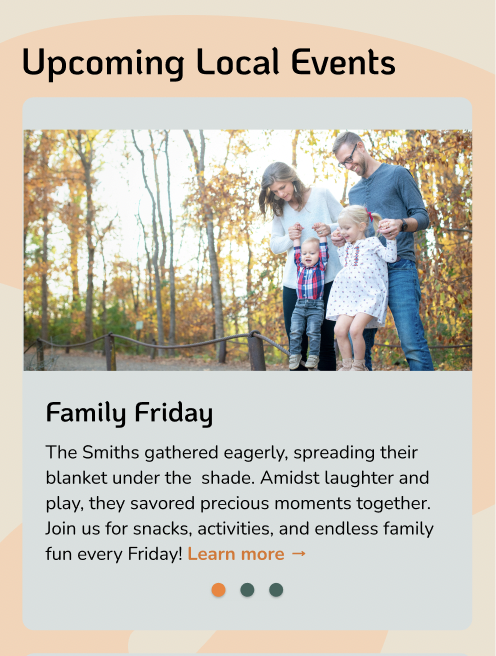 Upcoming Local Events
Family Friday
The Smiths gathered eagerly, spreading their
blanket under the  shade. Amidst laughter and
play, they savored precious moments together.
Join us for snacks, activities, and endless family
fun every Friday! Learn more →